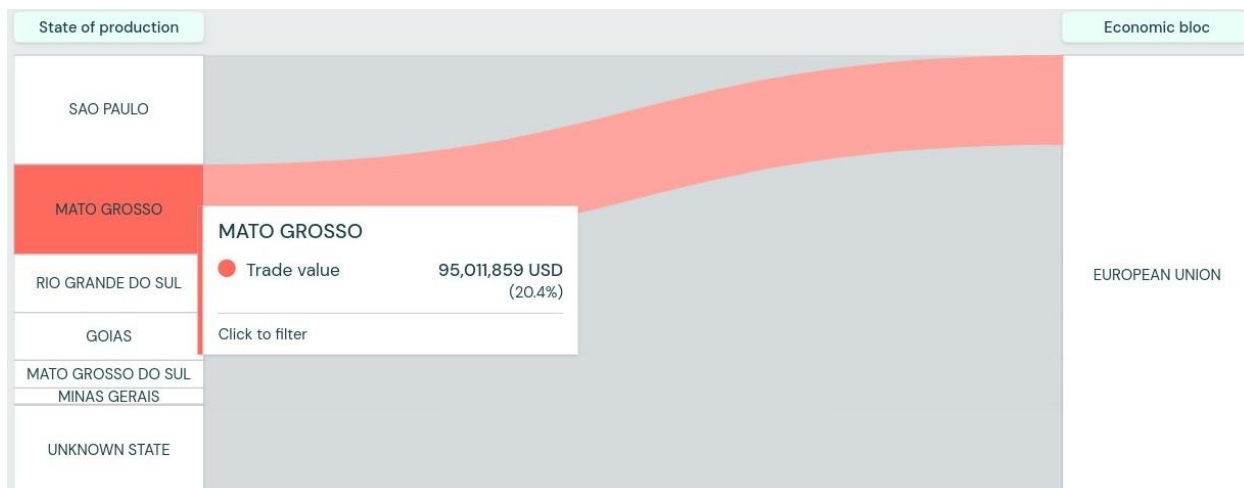 State of production
Economic bloc
SAO PAULO
MATO GROSSO
RIO GRANDE DO SUL
GOIAS
MATO GROSSO DO SUL
MINAS GERAIS
UNKNOWN STATE
MATO GROSSO
Trade value 95,011,859 USD
(20.4%)
Click to filter
EUROPEAN UNION